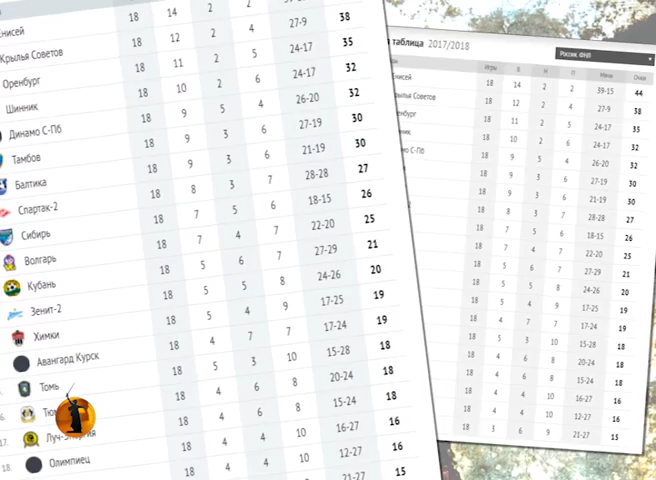 нисей 18 14 2 2
Крылья Советов 18 12 2 4 27-9 38
Оренбург 18 11 2 5 24-17 35
Шинник 18 10 2 6 24-17 32
Динамо С-Пб 18 9 5 4 26-20 32
Тамбов 18 9 3 6 27-19 30
Балтика 18 9 3 6 21-19 30
Спартак-2 18 8 3 7 28-28 27
Сибирь 18 7 5 6 18-15 26
Волгарь 18 7 4 7 22-20 25
Кубань 18 5 6 7 27-29 21
Зенит-2 18 5 5 8 24-26 20
Химки 18 5 4 9 17-25 19
Авангард Курск 18 4 7 7 17-24 19
Томь 18 5 3 10 15-28 18
18 4 6 8 20-24 18
17. 18 4 6 8 15-24 18
18. Олимпиец 18 4 4 10 16-27 16
18 4 4 10 12-27 16
21-27 15
таблица 2017/2018
Россия. ФНЛ
Игры В Н П Мячи Очки
нисей 18 14 2 2 39-15 44
рылья Советов 18 12 2 4 27-9 38
енбург 18 11 2 5 24-17 35
ник 18 10 2 6 24-17 32
мо С-Пб 18 9 5 4 26-20 32
18 9 3 6 27-19 30
18 9 3 6 21-19 30
18 8 3 7 28-28 27
18 7 5 6 18-15 26
18 7 4 7 22-20 25
18 5 6 7 27-29 21
18 5 5 8 24-26 20
18 5 4 9 17-25 19
18 4 7 7 17-24 19
18 5 3 10 15-28 18
18 4 6 8 20-24 18
18 4 6 8 15-24 18
18 4 4 10 16-27 16
18 4 4 10 12-27 16
18 3 6 9 21-27 15